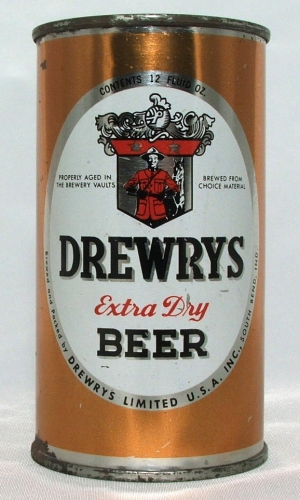 CONTENTS 12 FLUID OZ.
PROPERLY AGED IN
THE BREWERY VAULTS
BREWED FROM
CHOICE MATERIAL
DREWRYS
Extra Dry
BEER
Brewed and Packed by DREWRYS LIMITED U.S.A. INC., SOUTH BEND, IND.